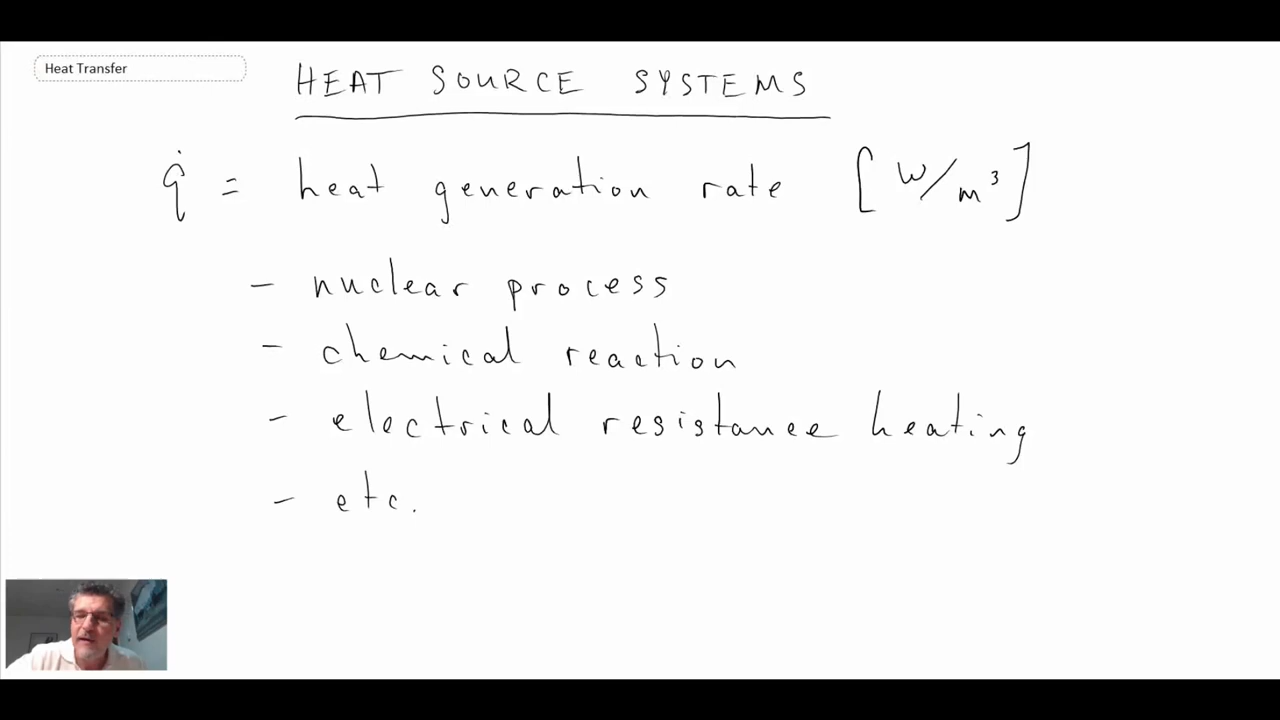 Heat Transfer
HEAT SOURCE SYSTEMS
q̇ = heat generation rate [W/m³]
- nuclear process
- chemical reaction
- electrical resistance heating
- etc.